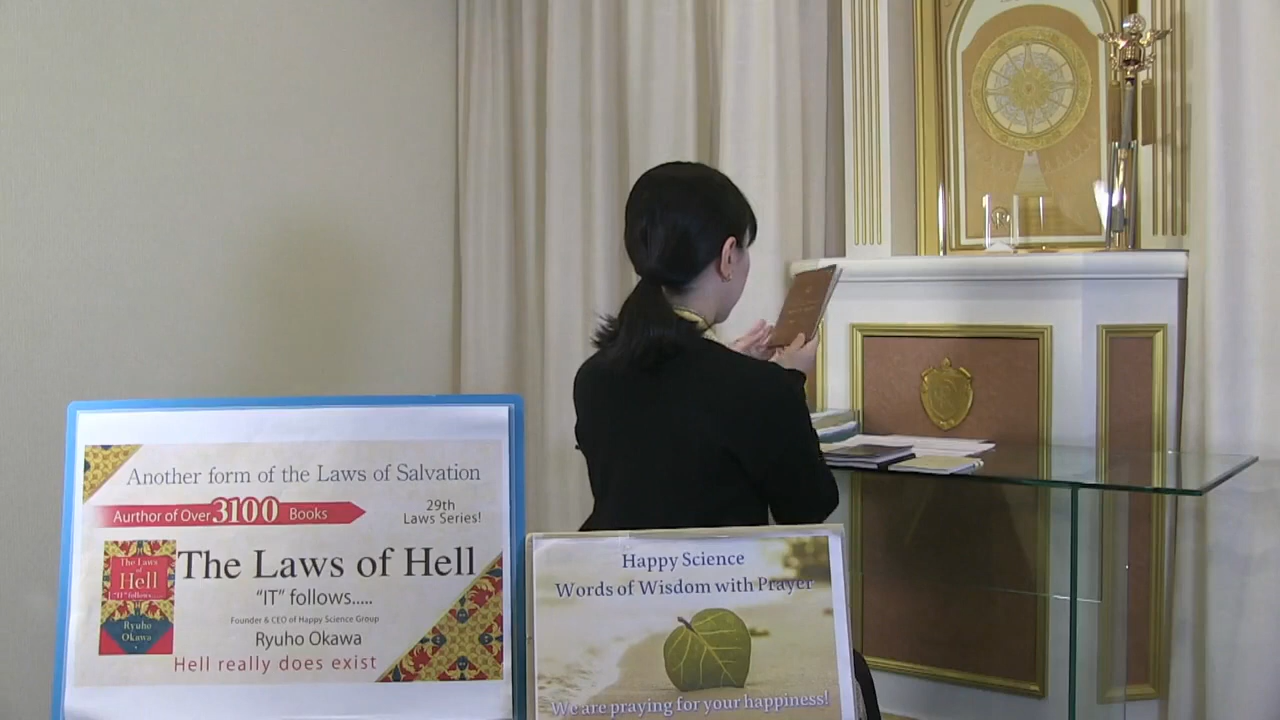 Another form of the Laws of Salvation
Aurthor of Over 3100 Books
29th
Laws Series!
The Laws of Hell
"IT" follows.....
Founder & CEO of Happy Science Group
Ryuho Okawa
Hell really does exist
The Laws
of
Hell
"IT" follows.....
Ryuho
Okawa
Happy Science
Words of Wisdom with Prayer
We are praying for your happiness!